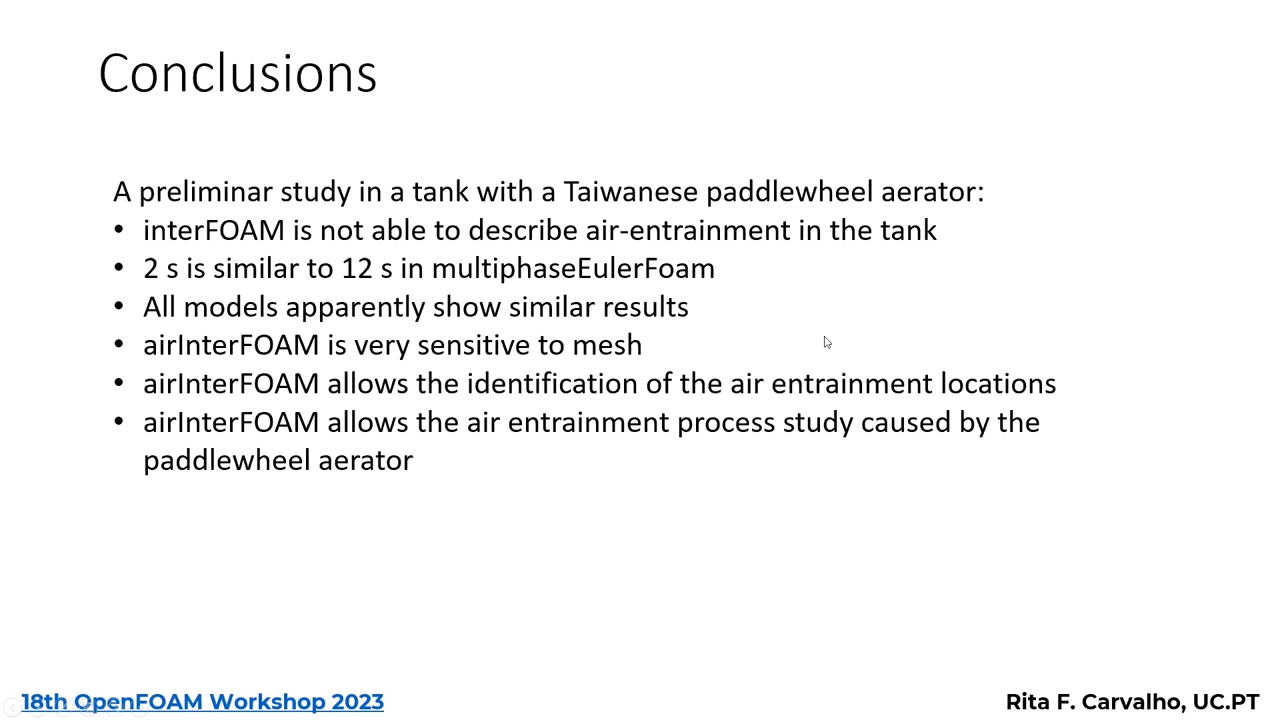 Conclusions
A preliminar study in a tank with a Taiwanese paddlewheel aerator:
• interFOAM is not able to describe air-entrainment in the tank
• 2 s is similar to 12 s in multiphaseEulerFoam
• All models apparently show similar results
• airInterFOAM is very sensitive to mesh
• airInterFOAM allows the identification of the air entrainment locations
• airInterFOAM allows the air entrainment process study caused by the
paddlewheel aerator
18th OpenFOAM Workshop 2023
Rita F. Carvalho, UC.PT